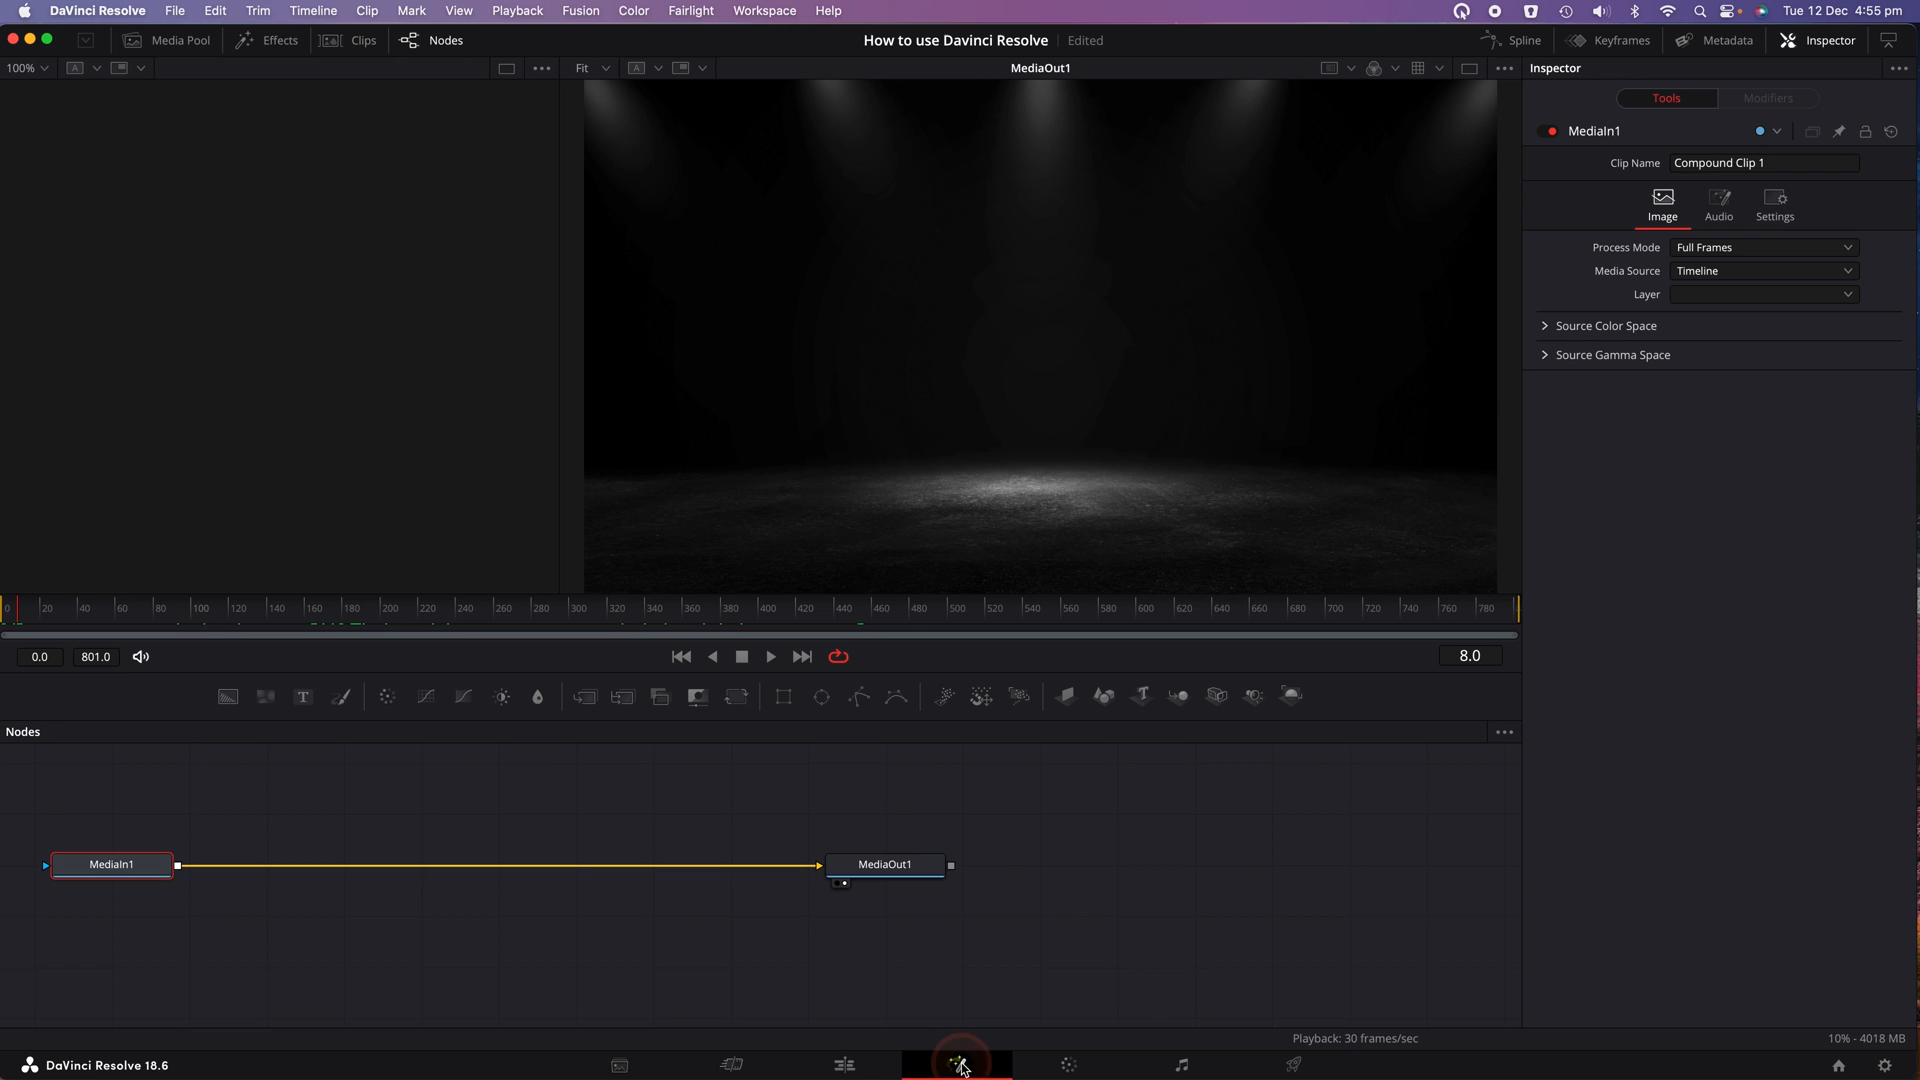 DaVinci Resolve File Edit Trim Timeline Clip Mark View Playback Fusion Color Fairlight Workspace Help Tue 12 Dec 4:55 pm
Media Pool Effects Clips Nodes How to use Davinci Resolve Edited Spline Keyframes Metadata Inspector
100% A Fit A MediaOut1 Inspector
Tools Modifiers
MediaIn1
Clip Name Compound Clip 1
Image Audio Settings
Process Mode Full Frames
Media Source Timeline
Layer
Source Color Space
Source Gamma Space
0 20 40 60 80 100 120 140 160 180 200 220 240 260 280 300 320 340 360 380 400 420 440 460 480 500 520 540 560 580 600 620 640 660 680 700 720 740 760 780
0.0 801.0 8.0
T T
Nodes
MediaIn1 MediaOut1
Playback: 30 frames/sec 10% - 4018 MB
DaVinci Resolve 18.6